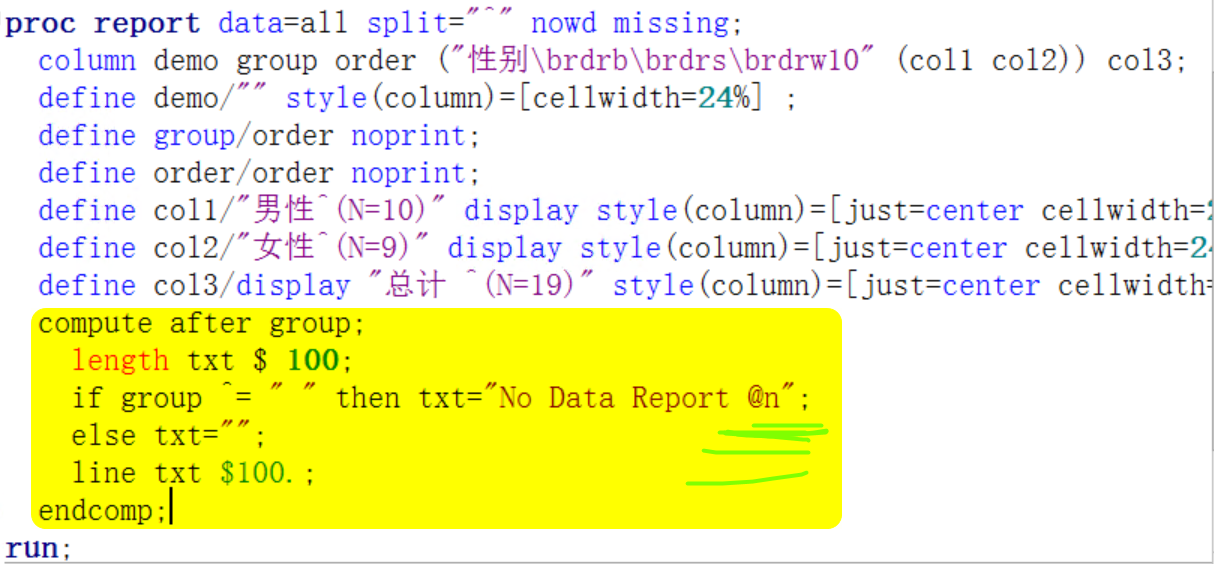 proc report data=all split="^" nowd missing;
column demo group order ("性别\brdrb\brdrs\brdrw10" (col1 col2)) col3;
define demo/"" style(column)=[cellwidth=24%] ;
define group/order noprint;
define order/order noprint;
define col1/"男性^(N=10)" display style(column)=[just=center cellwidth=
define col2/"女性^(N=9)" display style(column)=[just=center cellwidth=2
define col3/display "总计 ^(N=19)" style(column)=[just=center cellwidth=
compute after group;
length txt $ 100;
if group ^= " " then txt="No Data Report @n";
else txt="";
line txt $100. ;
endcomp;
run;